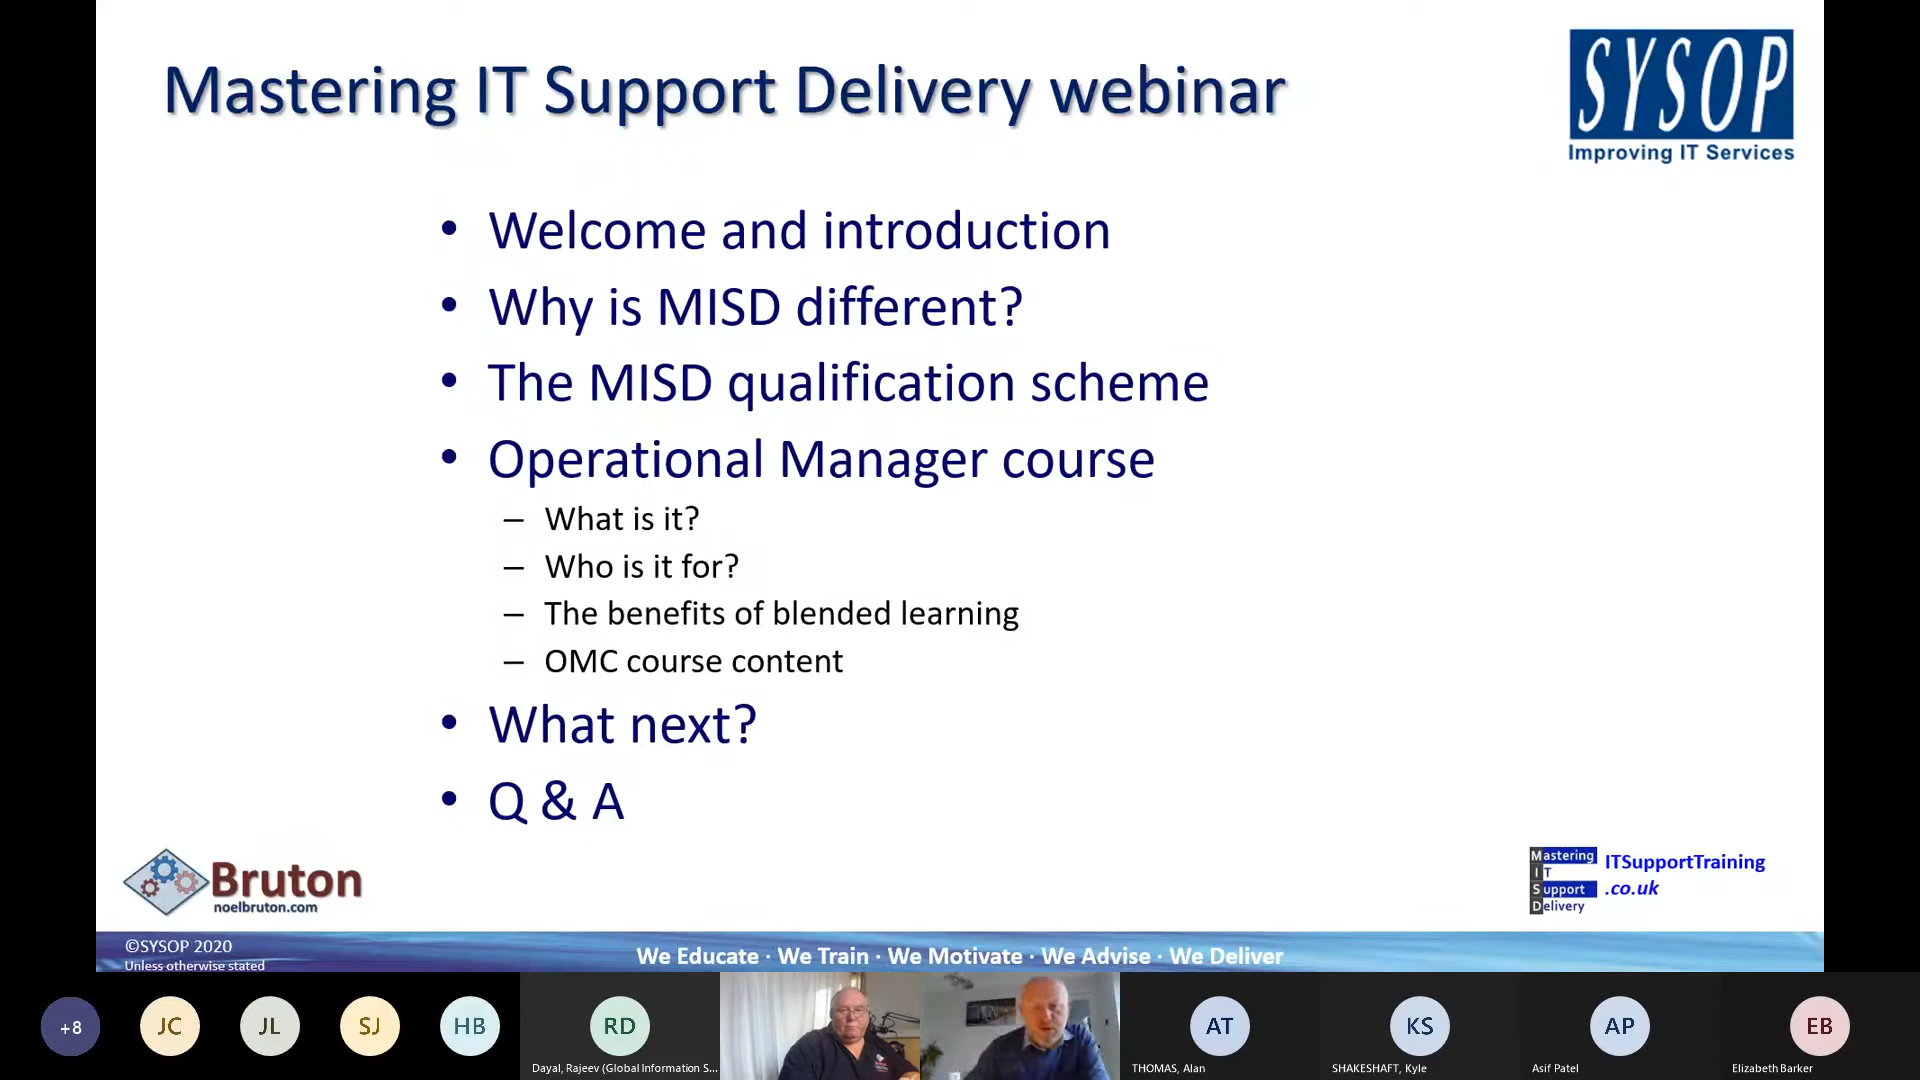 Mastering IT Support Delivery webinar
SYSOP
Improving IT Services
• Welcome and introduction
• Why is MISD different?
• The MISD qualification scheme
• Operational Manager course
– What is it?
– Who is it for?
– The benefits of blended learning
– OMC course content
• What next?
• Q & A
Bruton
noelbruton.com
Mastering
IT
Support
Delivery
ITSupportTraining
.co.uk
©SYSOP 2020
Unless otherwise stated
We Educate · We Train · We Motivate · We Advise · We Deliver
+8
JC
JL
SJ
HB
RD
AT
KS
AP
EB
Dayal, Rajeev (Global Information S...
THOMAS, Alan
SHAKESHAFT, Kyle
Asif Patel
Elizabeth Barker